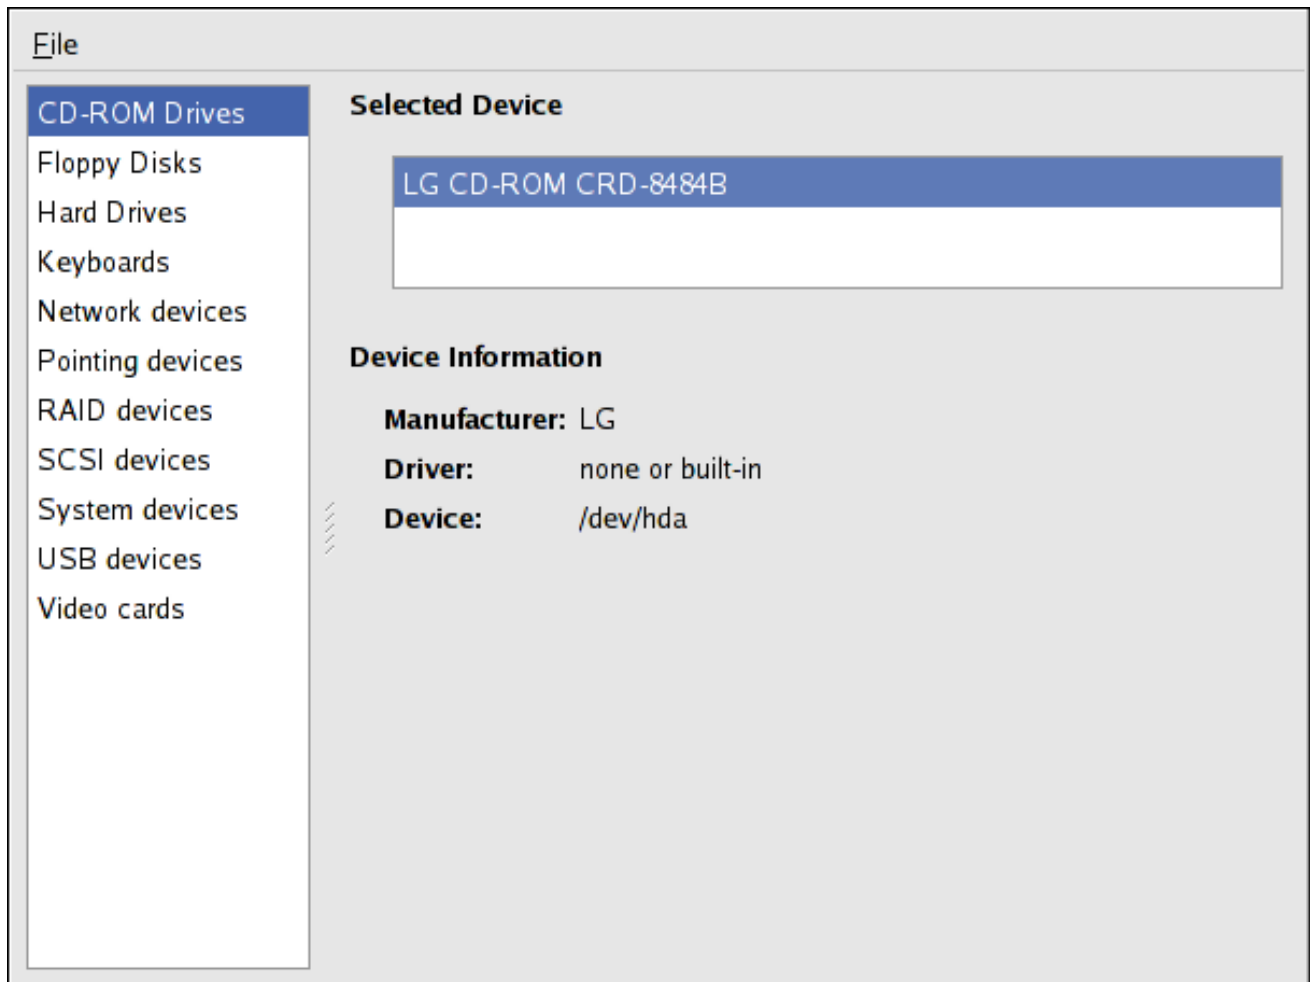 File
CD-ROM Drives
Floppy Disks
Hard Drives
Keyboards
Network devices
Pointing devices
RAID devices
SCSI devices
System devices
USB devices
Video cards
Selected Device
LG CD-ROM CRD-8484B
Device Information
Manufacturer: LG
Driver: none or built-in
Device: /dev/hda